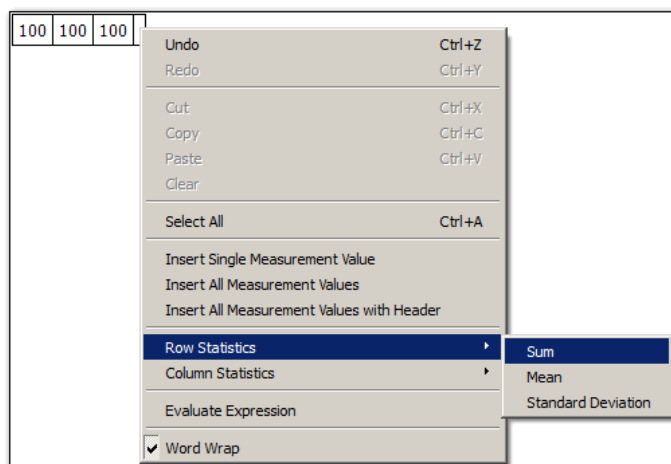 100 100 100
Undo Ctrl+Z
Redo Ctrl+Y
Cut Ctrl+X
Copy Ctrl+C
Paste Ctrl+V
Clear
Select All Ctrl+A
Insert Single Measurement Value
Insert All Measurement Values
Insert All Measurement Values with Header
Row Statistics
Sum
Column Statistics
Mean
Standard Deviation
Evaluate Expression
Word Wrap